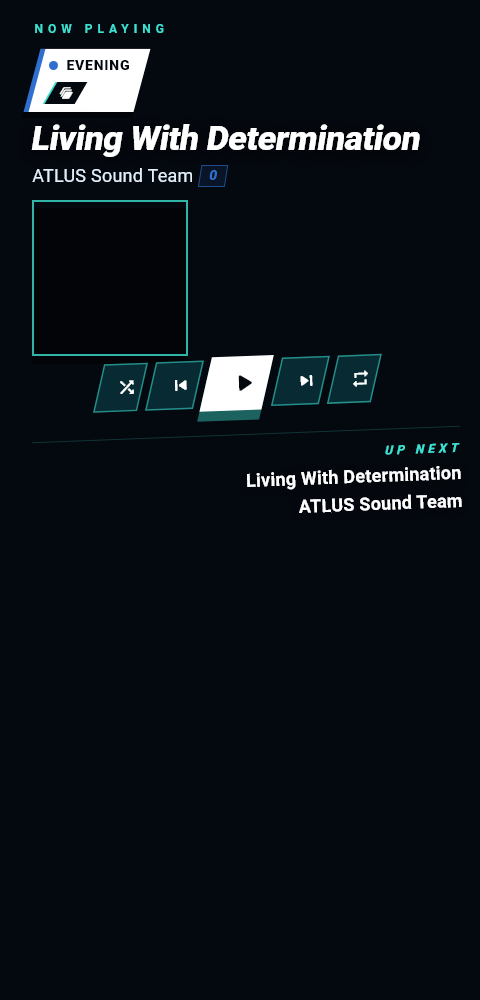 NOW PLAYING
EVENING
Living With Determination
ATLUS Sound Team 0
UP NEXT
Living With Determination
ATLUS Sound Team